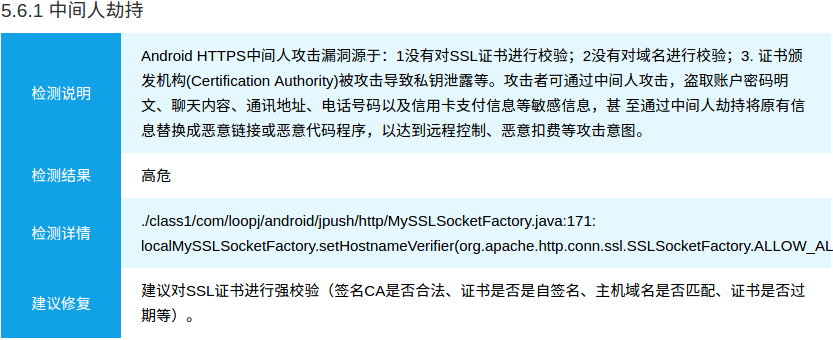 5.6.1 中间人劫持
检测说明
Android HTTPS中间人攻击漏洞源于：1没有对SSL证书进行校验；2没有对域名进行校验；3. 证书颁
发机构(Certification Authority)被攻击导致私钥泄露等。攻击者可通过中间人攻击，盗取账户密码明
文、聊天内容、通讯地址、电话号码以及信用卡支付信息等敏感信息，甚 至通过中间人劫持将原有信
息替换成恶意链接或恶意代码程序，以达到远程控制、恶意扣费等攻击意图。
检测结果
高危
检测详情
./class1/com/loopj/android/jpush/http/MySSLSocketFactory.java:171:
localMySSLSocketFactory.setHostnameVerifier(org.apache.http.conn.ssl.SSLSocketFactory.ALLOW_AL
建议修复
建议对SSL证书进行强校验（签名CA是否合法、证书是否是自签名、主机域名是否匹配、证书是否过
期等）。